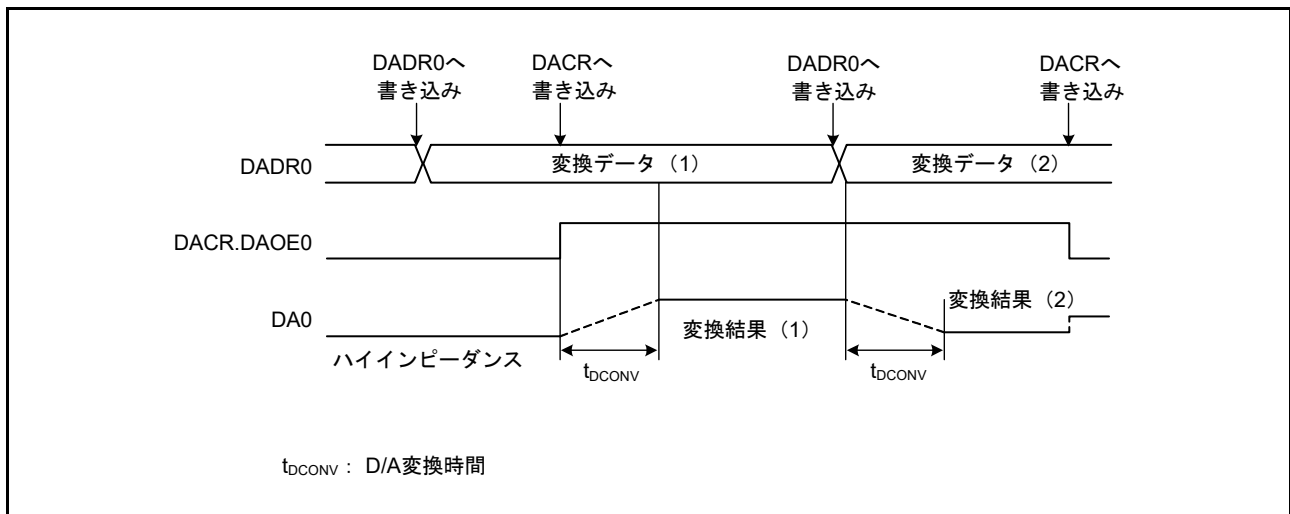 DADR0へ
書き込み
DACRへ
書き込み
DADR0へ
書き込み
DACRへ
書き込み
DADR0
変換データ（1）
変換データ（2）
DACR.DAOE0
DA0
変換結果（1）
変換結果（2）
ハイインピーダンス
tDCONV
tDCONV
tDCONV : D/A変換時間